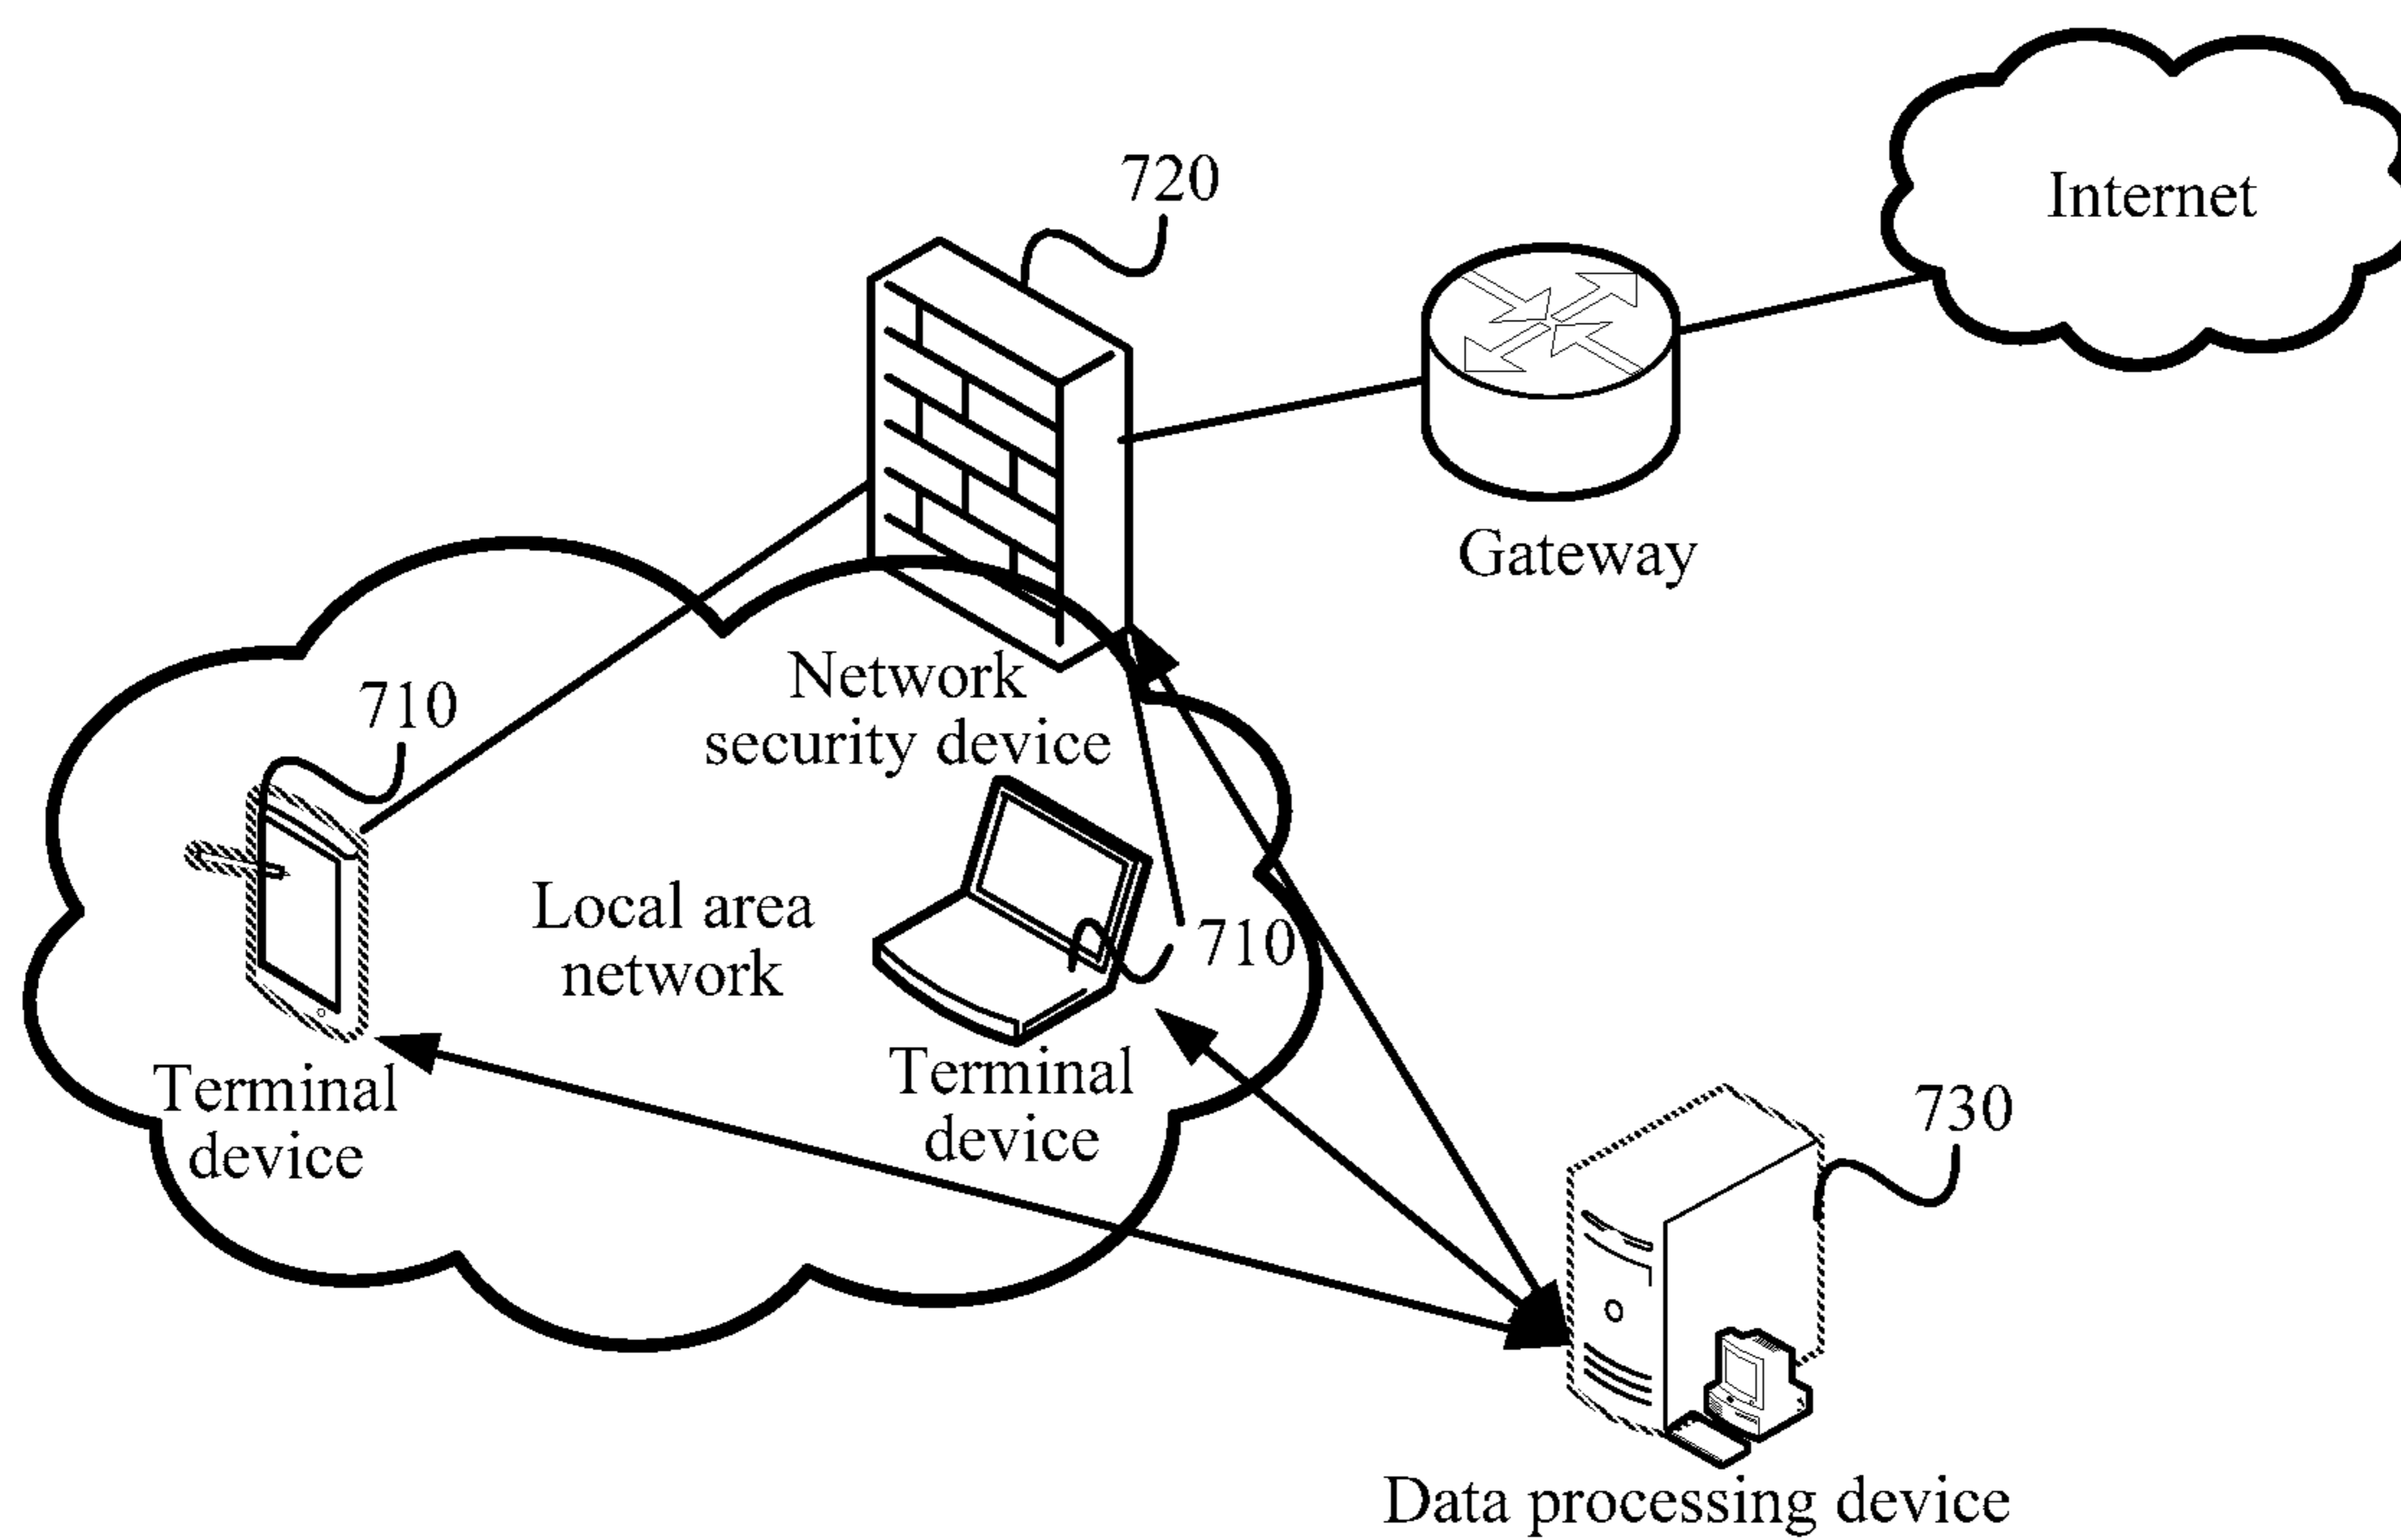 Internet
720
Gateway
Network
security device
710
Local area
network
710
Terminal
device
Terminal
device
730
Data processing device